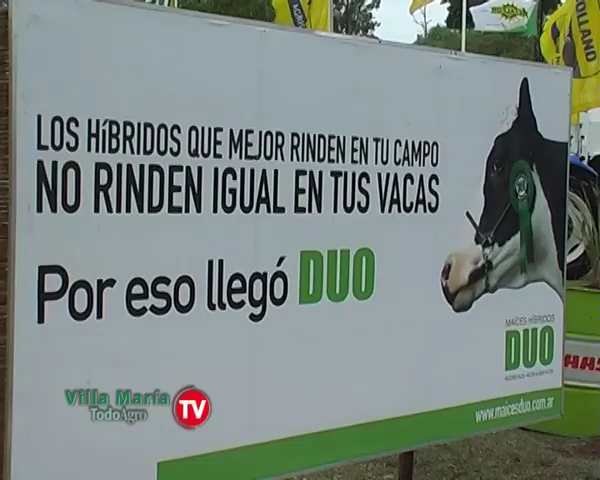 LOS HíBRIDOS QUE MEJOR RINDEN EN TU CAMPO
NO RINDEN IGUAL EN TUS VACAS
Por eso llegó DUO
MAÍCES HÍBRIDOS
DUO
www.maicesduo.com.ar
Villa María
TodoAgro
TV